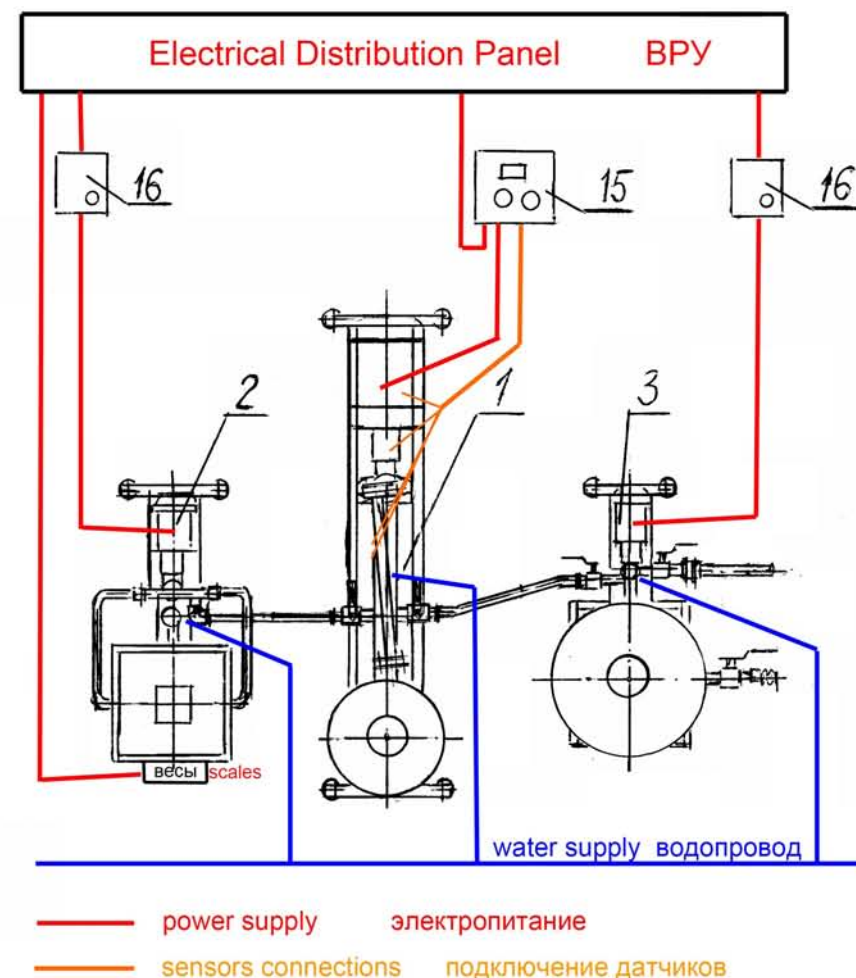 Electrical Distribution Panel ВРУ
16
15
16
2
1
3
весы scales
water supply водопровод
power supply электропитание
sensors connections подключение датчиков